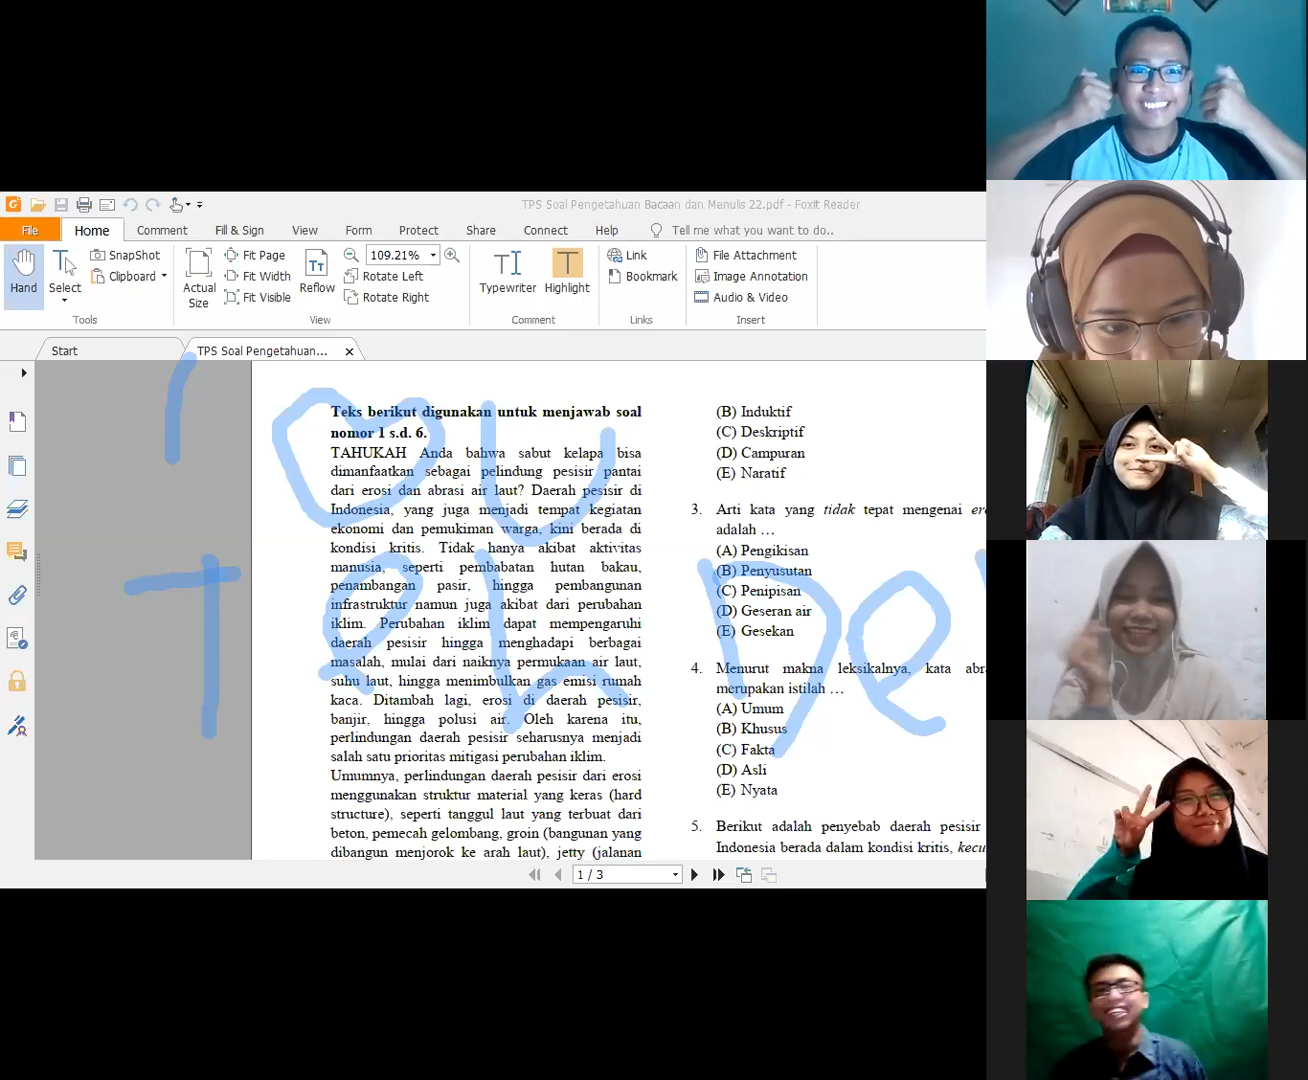 TPS Soal Pengetahuan Bacaan dan Menulis 22.pdf - Foxit Reader
File Home Comment Fill & Sign View Form Protect Share Connect Help Tell me what you want to do..
Hand
Select
SnapShot
Clipboard
Tools
Actual Size
Fit Page
Fit Width
Fit Visible
Reflow
109.21%
Rotate Left
Rotate Right
View
Typewriter
Highlight
Comment
Link
Bookmark
Links
File Attachment
Image Annotation
Audio & Video
Insert
Start
TPS Soal Pengetahuan...
Teks berikut digunakan untuk menjawab soal
nomor 1 s.d. 6.
TAHUKAH Anda bahwa sabut kelapa bisa
dimanfaatkan sebagai pelindung pesisir pantai
dari erosi dan abrasi air laut? Daerah pesisir di
Indonesia, yang juga menjadi tempat kegiatan
ekonomi dan pemukiman warga, kini berada di
kondisi kritis. Tidak hanya akibat aktivitas
manusia, seperti pembabatan hutan bakau,
penambangan pasir, hingga pembangunan
infrastruktur namun juga akibat dari perubahan
iklim. Perubahan iklim dapat mempengaruhi
daerah pesisir hingga menghadapi berbagai
masalah, mulai dari naiknya permukaan air laut,
suhu laut, hingga menimbulkan gas emisi rumah
kaca. Ditambah lagi, erosi di daerah pesisir,
banjir, hingga polusi air. Oleh karena itu,
perlindungan daerah pesisir seharusnya menjadi
salah satu prioritas mitigasi perubahan iklim.
Umumnya, perlindungan daerah pesisir dari erosi
menggunakan struktur material yang keras (hard
structure), seperti tanggul laut yang terbuat dari
beton, pemecah gelombang, groin (bangunan yang
dibangun menjorok ke arah laut), jetty (jalanan
(B) Induktif
(C) Deskriptif
(D) Campuran
(E) Naratif
3. Arti kata yang tidak tepat mengenai
adalah …
(A) Pengikisan
(B) Penyusutan
(C) Penipisan
(D) Geseran air
(E) Gesekan
4. Menurut makna leksikalnya, kata
merupakan istilah …
(A) Umum
(B) Khusus
(C) Fakta
(D) Asli
(E) Nyata
5. Berikut adalah penyebab daerah pesisir
Indonesia berada dalam kondisi kritis,
1 / 3